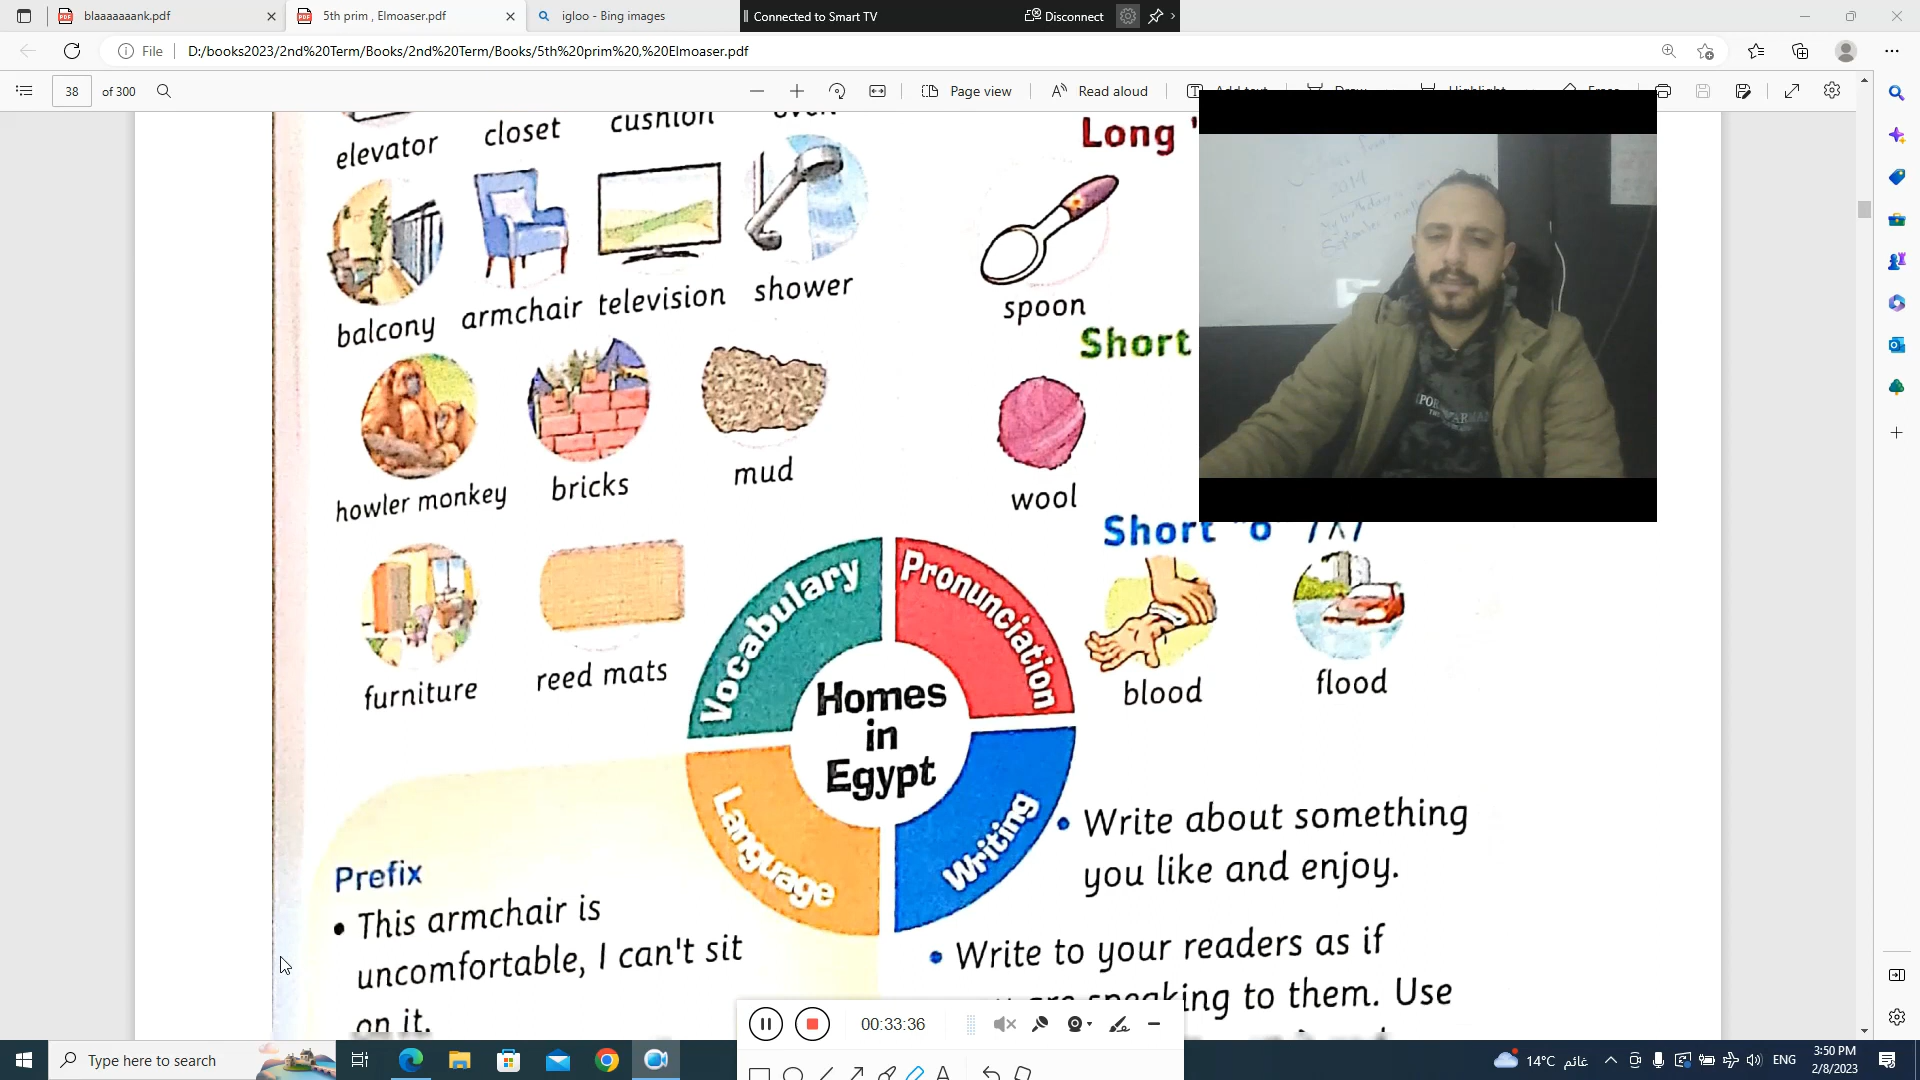 blaaaaaaank.pdf
5th prim , Elmoaser.pdf
igloo - Bing images
Connected to Smart TV
Disconnect
File
D:/books2023/2nd%20Term/Books/2nd%20Term/Books/5th%20prim%20,%20Elmoaser.pdf
38
of 300
Page view
Read aloud
elevator
closet
cushion
Long "
balcony
armchair
television
shower
spoon
Short
howler monkey
bricks
mud
wool
Short "o" /ʌ/
furniture
reed mats
blood
flood
Vocabulary
Pronunciation
Language
Writing
Homes
in
Egypt
Prefix
• This armchair is
uncomfortable, I can't sit
on it.
• Write about something
you like and enjoy.
• Write to your readers as if
speaking to them. Use
00:33:36
Type here to search
14°C غائم
ENG
3:50 PM
2/8/2023